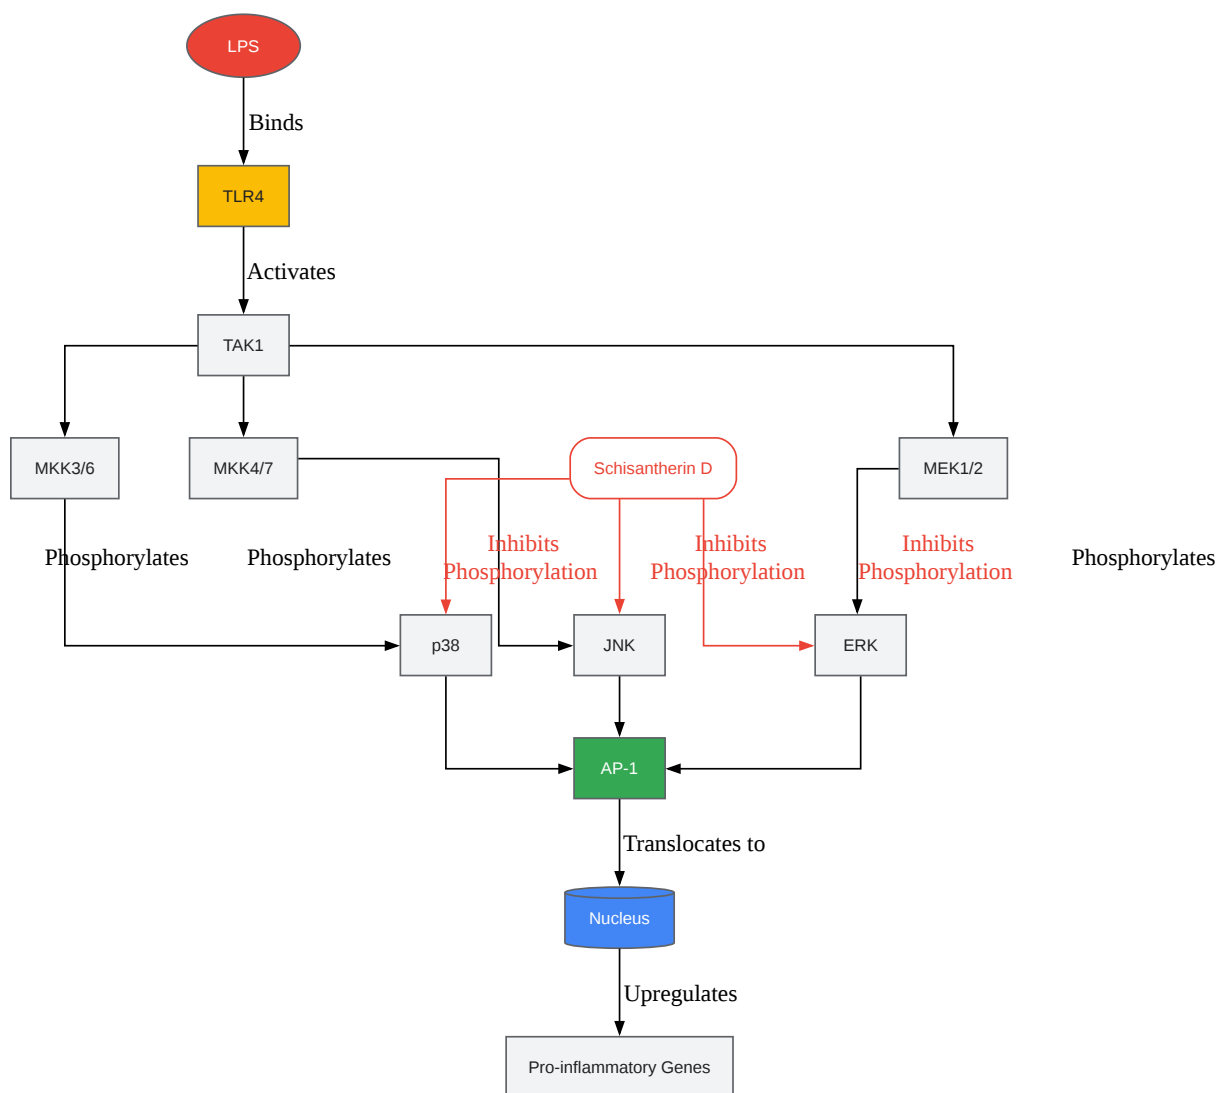 LPS
Binds
TLR4
Activates
TAK1
MKK3/6
MKK4/7
Schisantherin D
MEK1/2
Phosphorylates
Phosphorylates
Inhibits
Phosphorylation
Inhibits
Phosphorylation
Inhibits
Phosphorylation
Phosphorylates
p38
JNK
ERK
AP-1
Translocates to
Nucleus
Upregulates
Pro-inflammatory Genes